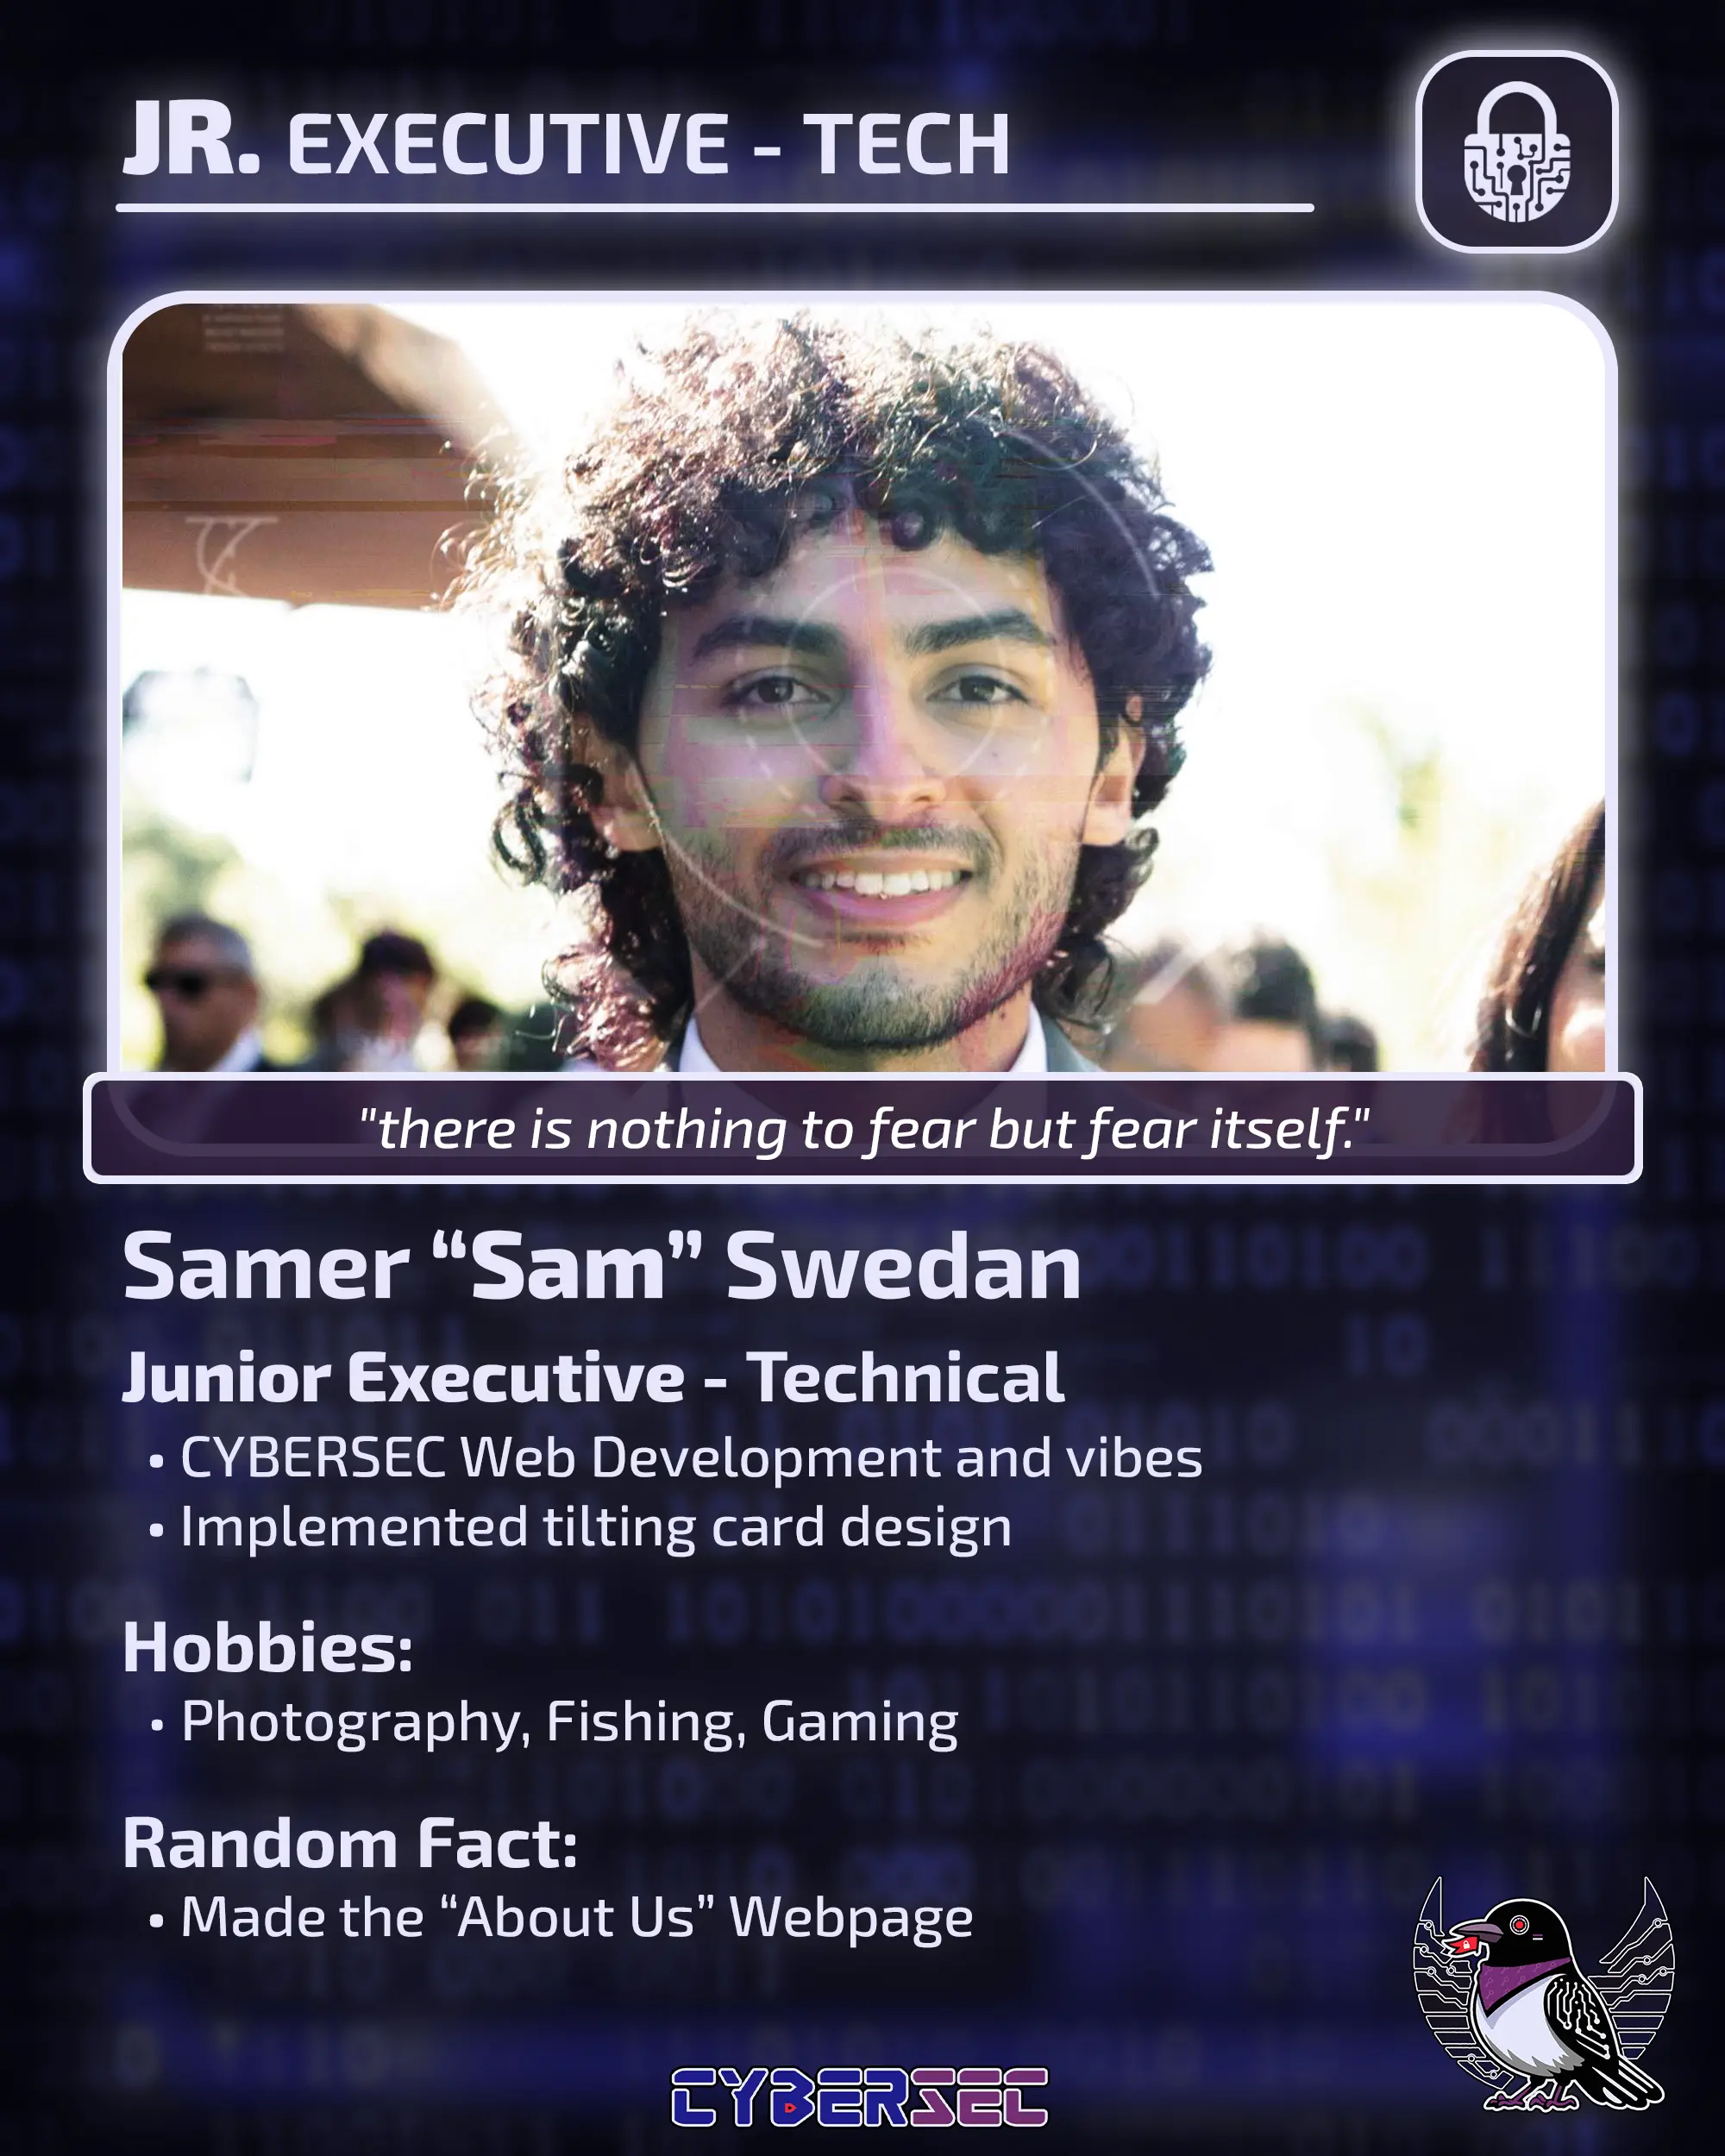 JR. EXECUTIVE - TECH
"there is nothing to fear but fear itself."
Samer “Sam” Swedan
Junior Executive - Technical
• CYBERSEC Web Development and vibes
• Implemented tilting card design
Hobbies:
• Photography, Fishing, Gaming
Random Fact:
• Made the “About Us” Webpage
CYBERSEC